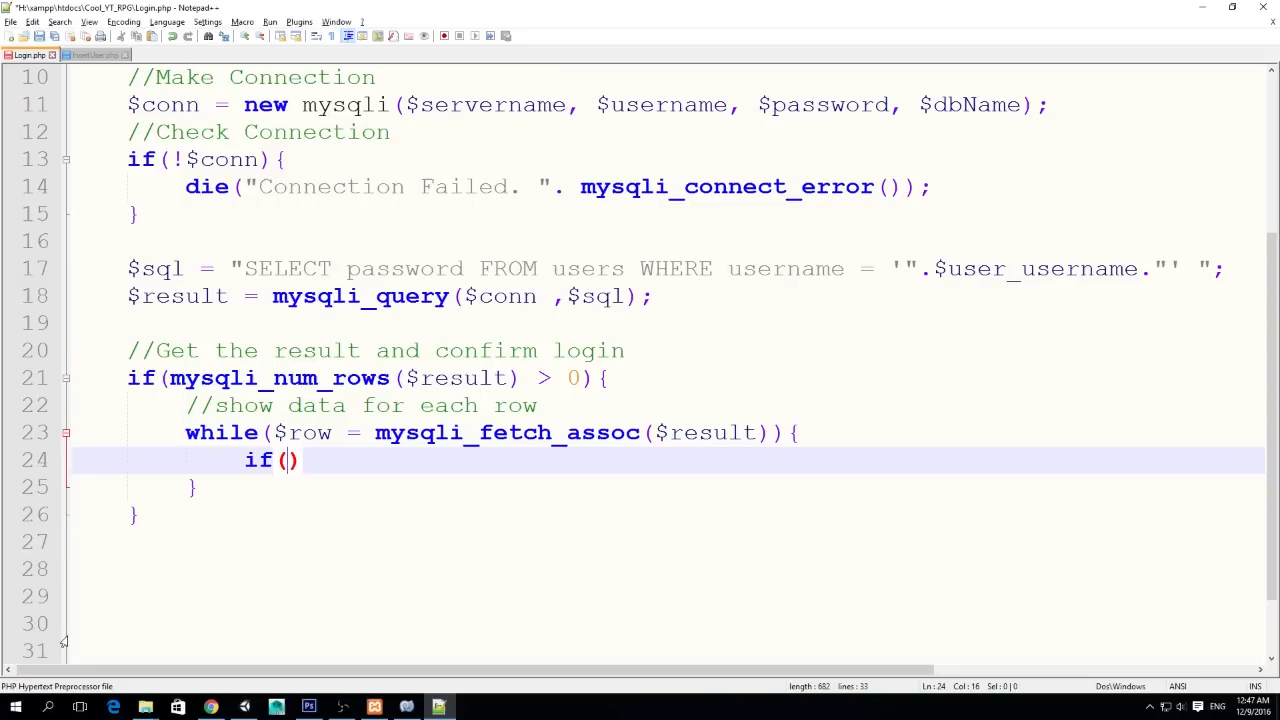 *H:\xampp\htdocs\Cool_YT_RPG\Login.php - Notepad++
File Edit Search View Encoding Language Settings Macro Run Plugins Window ?
Login.php InsertUser.php
10 //Make Connection
11 $conn = new mysqli($servername, $username, $password, $dbName);
12 //Check Connection
13 if(!$conn){
14 die("Connection Failed. ". mysqli_connect_error());
15 }
16
17 $sql = "SELECT password FROM users WHERE username = '".$user_username."' ";
18 $result = mysqli_query($conn ,$sql);
19
20 //Get the result and confirm login
21 if(mysqli_num_rows($result) > 0){
22 //show data for each row
23 while($row = mysqli_fetch_assoc($result)){
24 if()
25 }
26 }
27
28
29
30
31
PHP Hypertext Preprocessor file length : 682 lines : 33 Ln : 24 Col : 16 Sel : 0 | 0 Dos\Windows ANSI INS
ENG 12:47 AM
12/9/2016